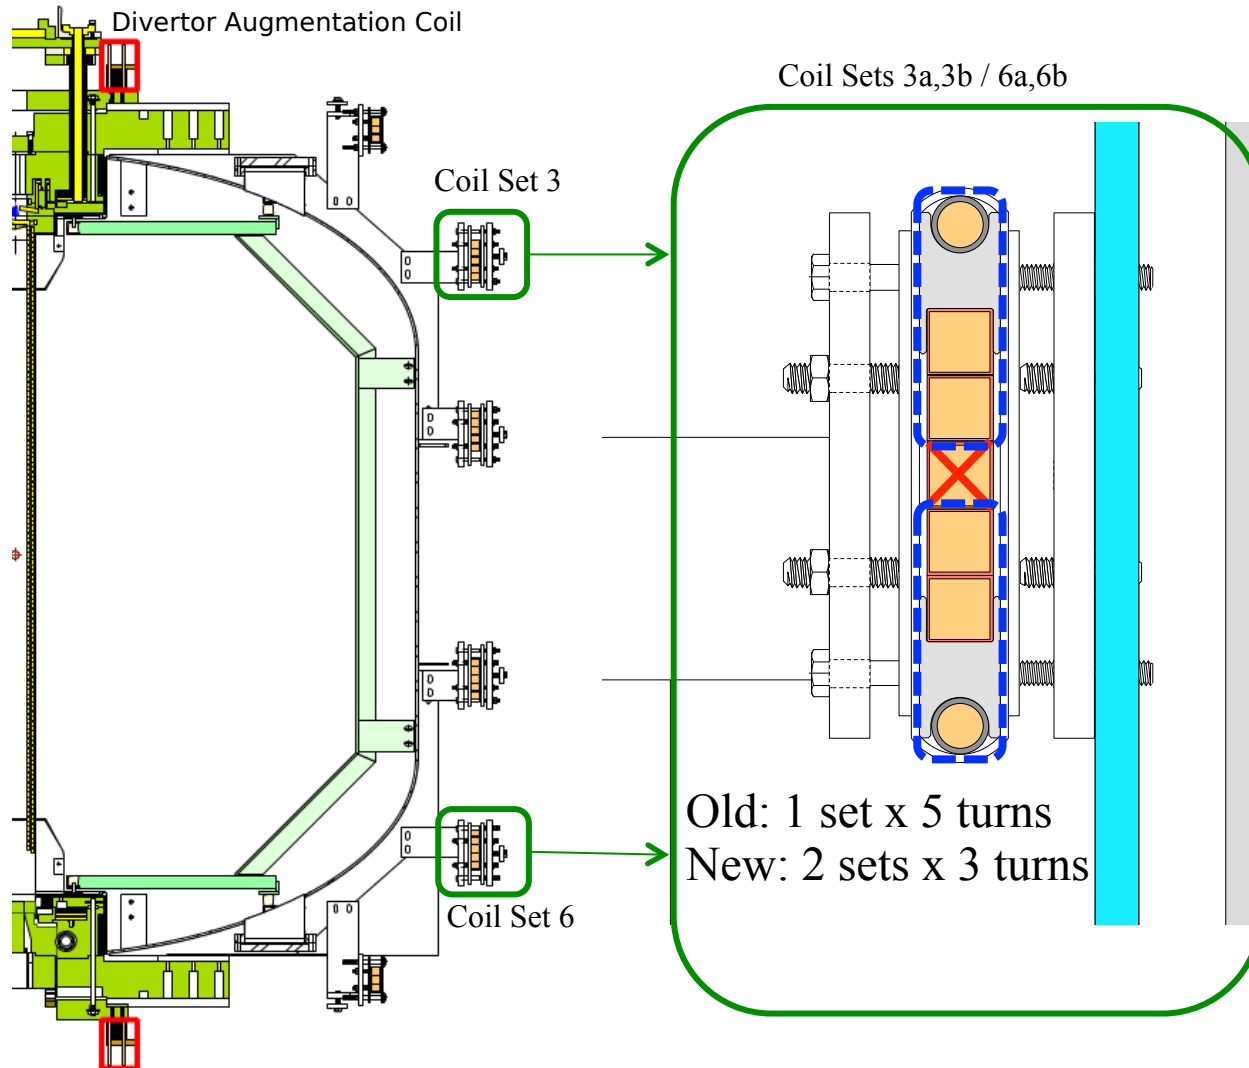 Divertor Augmentation Coil
Coil Sets 3a,3b / 6a,6b
Coil Set 3
Old: 1 set x 5 turns
New: 2 sets x 3 turns
Coil Set 6